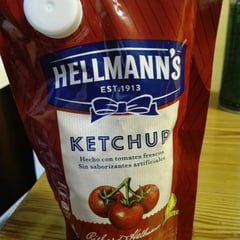 HELLMANN'S
EST.1913
KETCHUP
Hecho con tomates frescos
Sin saborizantes artificiales